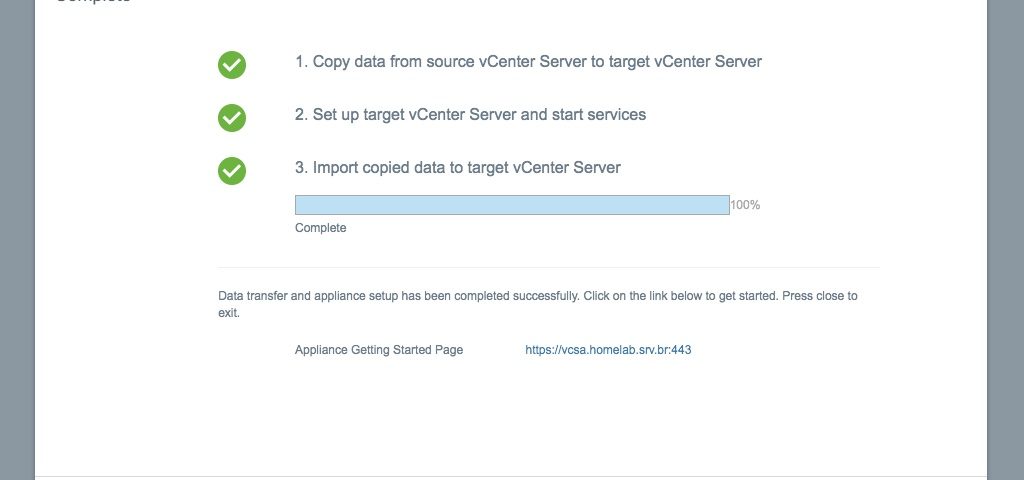 Complete
1. Copy data from source vCenter Server to target vCenter Server
2. Set up target vCenter Server and start services
3. Import copied data to target vCenter Server
100%
Complete
Data transfer and appliance setup has been completed successfully. Click on the link below to get started. Press close to
exit.
Appliance Getting Started Page https://vcsa.homelab.srv.br:443